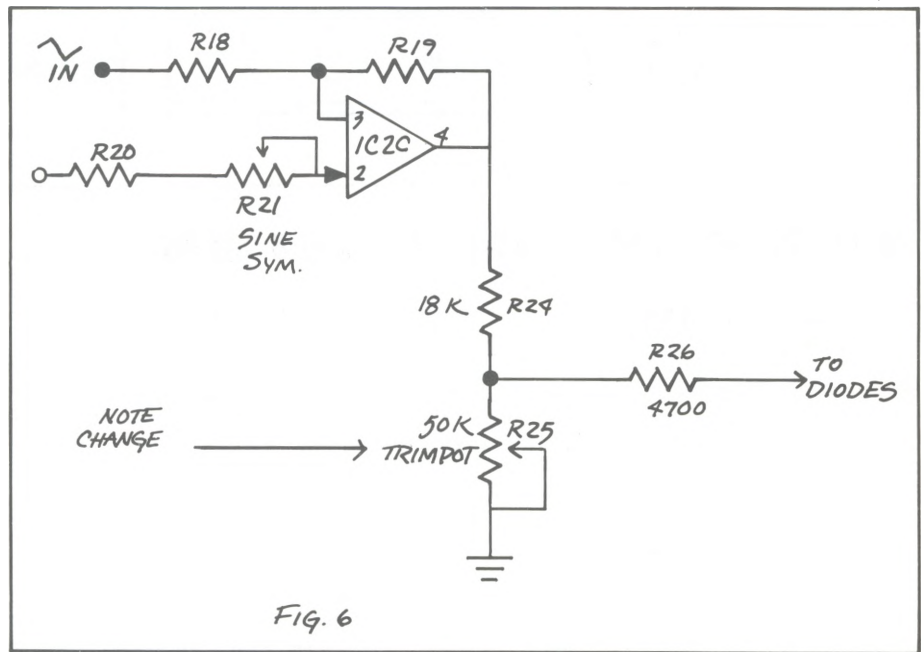 R18
R19
IN
3
IC2C
4
2
R20
R21
SINE
SYM.
18 K
R24
R26
TO
DIODES
4700
NOTE
CHANGE
50K
R25
TRIMPOT
FIG. 6